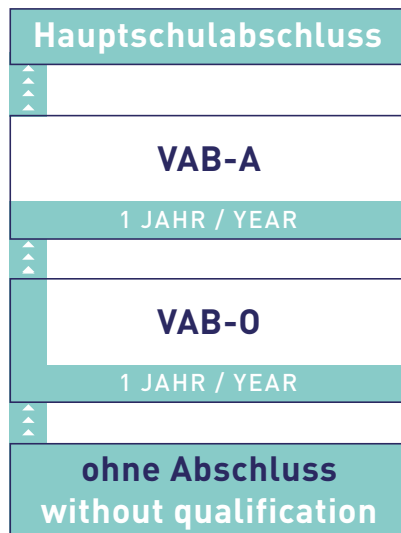 Hauptschulabschluss
VAB-A
1 JAHR / YEAR
VAB-O
1 JAHR / YEAR
ohne Abschluss
without qualification